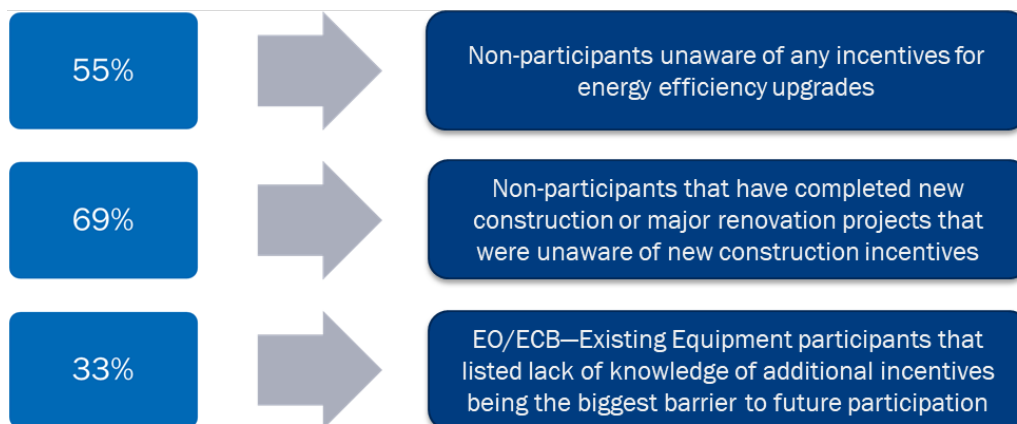 55%
Non-participants unaware of any incentives for
energy efficiency upgrades
69%
Non-participants that have completed new
construction or major renovation projects that
were unaware of new construction incentives
33%
EO/ECB—Existing Equipment participants that
listed lack of knowledge of additional incentives
being the biggest barrier to future participation